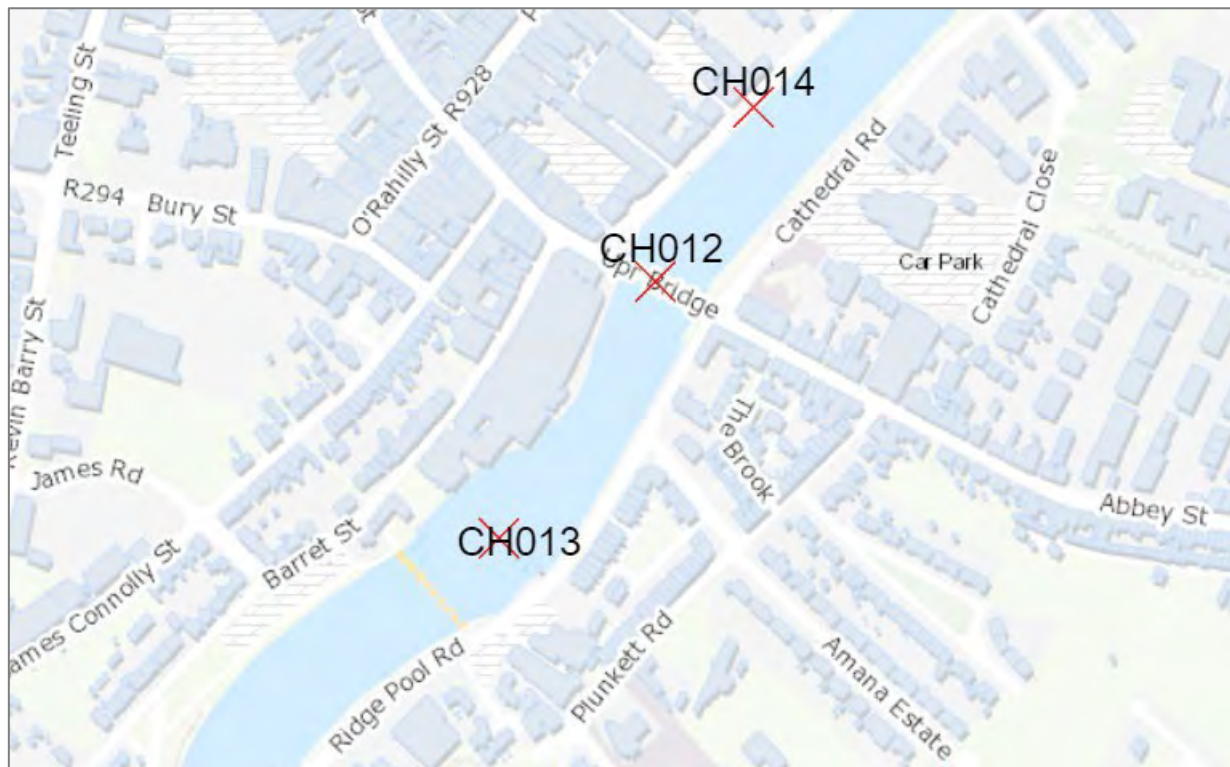 CH014
Teeling St
O'Rahilly St R928
Cathedral Rd
Cathedral Close
R294 Bury St
CH012
Bridge
Car Park
Kevin Barry St
The Brook
James Rd
Abbey St
CH013
Barret St
James Connolly St
Ridge Pool Rd
Plunkett Rd
Amana Estate